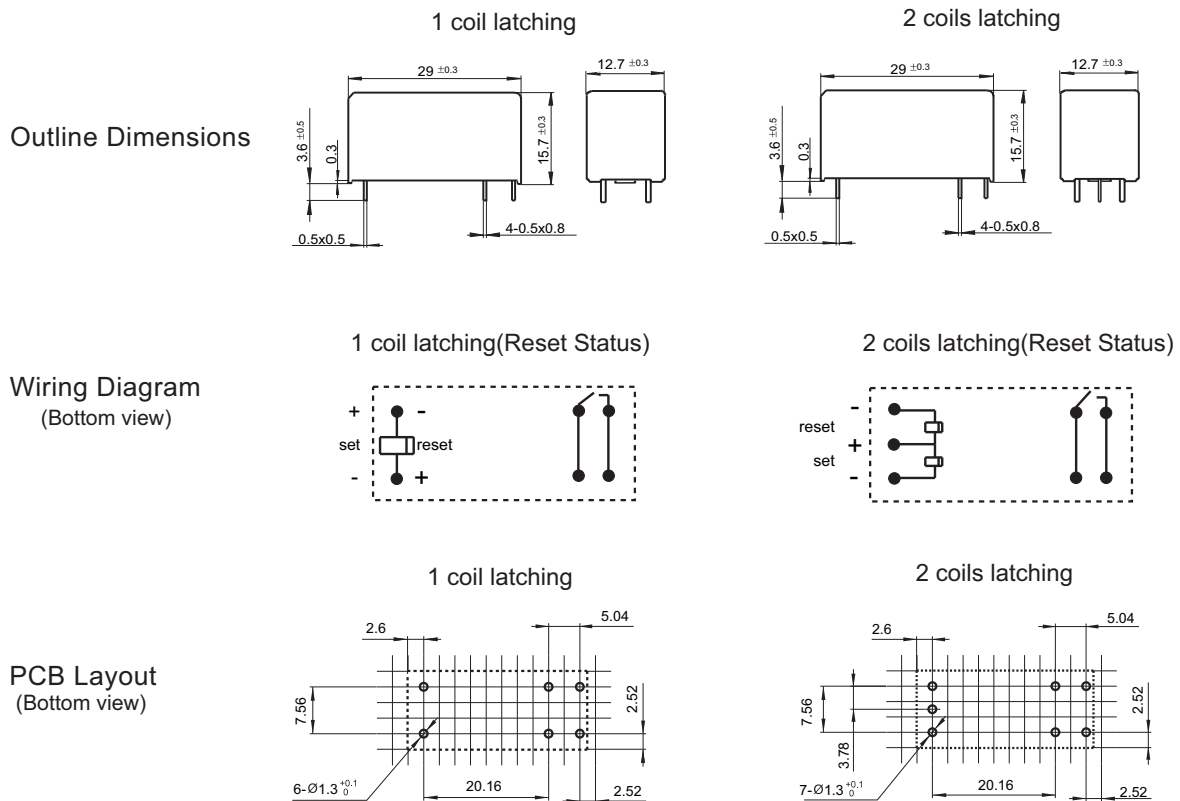 1 coil latching
2 coils latching
Outline Dimensions
29 ±0.3
12.7 ±0.3
3.6 ±0.5
0.3
15.7 ±0.3
0.5x0.5
4-0.5x0.8
29 ±0.3
12.7 ±0.3
3.6 ±0.5
0.3
15.7 ±0.3
0.5x0.5
4-0.5x0.8
1 coil latching(Reset Status)
2 coils latching(Reset Status)
Wiring Diagram
(Bottom view)
+ -
set reset
- +
-
reset
+
set
-
1 coil latching
2 coils latching
PCB Layout
(Bottom view)
2.6
5.04
7.56
2.52
6-Ø1.3 +0.1 0
20.16
2.52
2.6
5.04
7.56
3.78
2.52
7-Ø1.3 +0.1 0
20.16
2.52